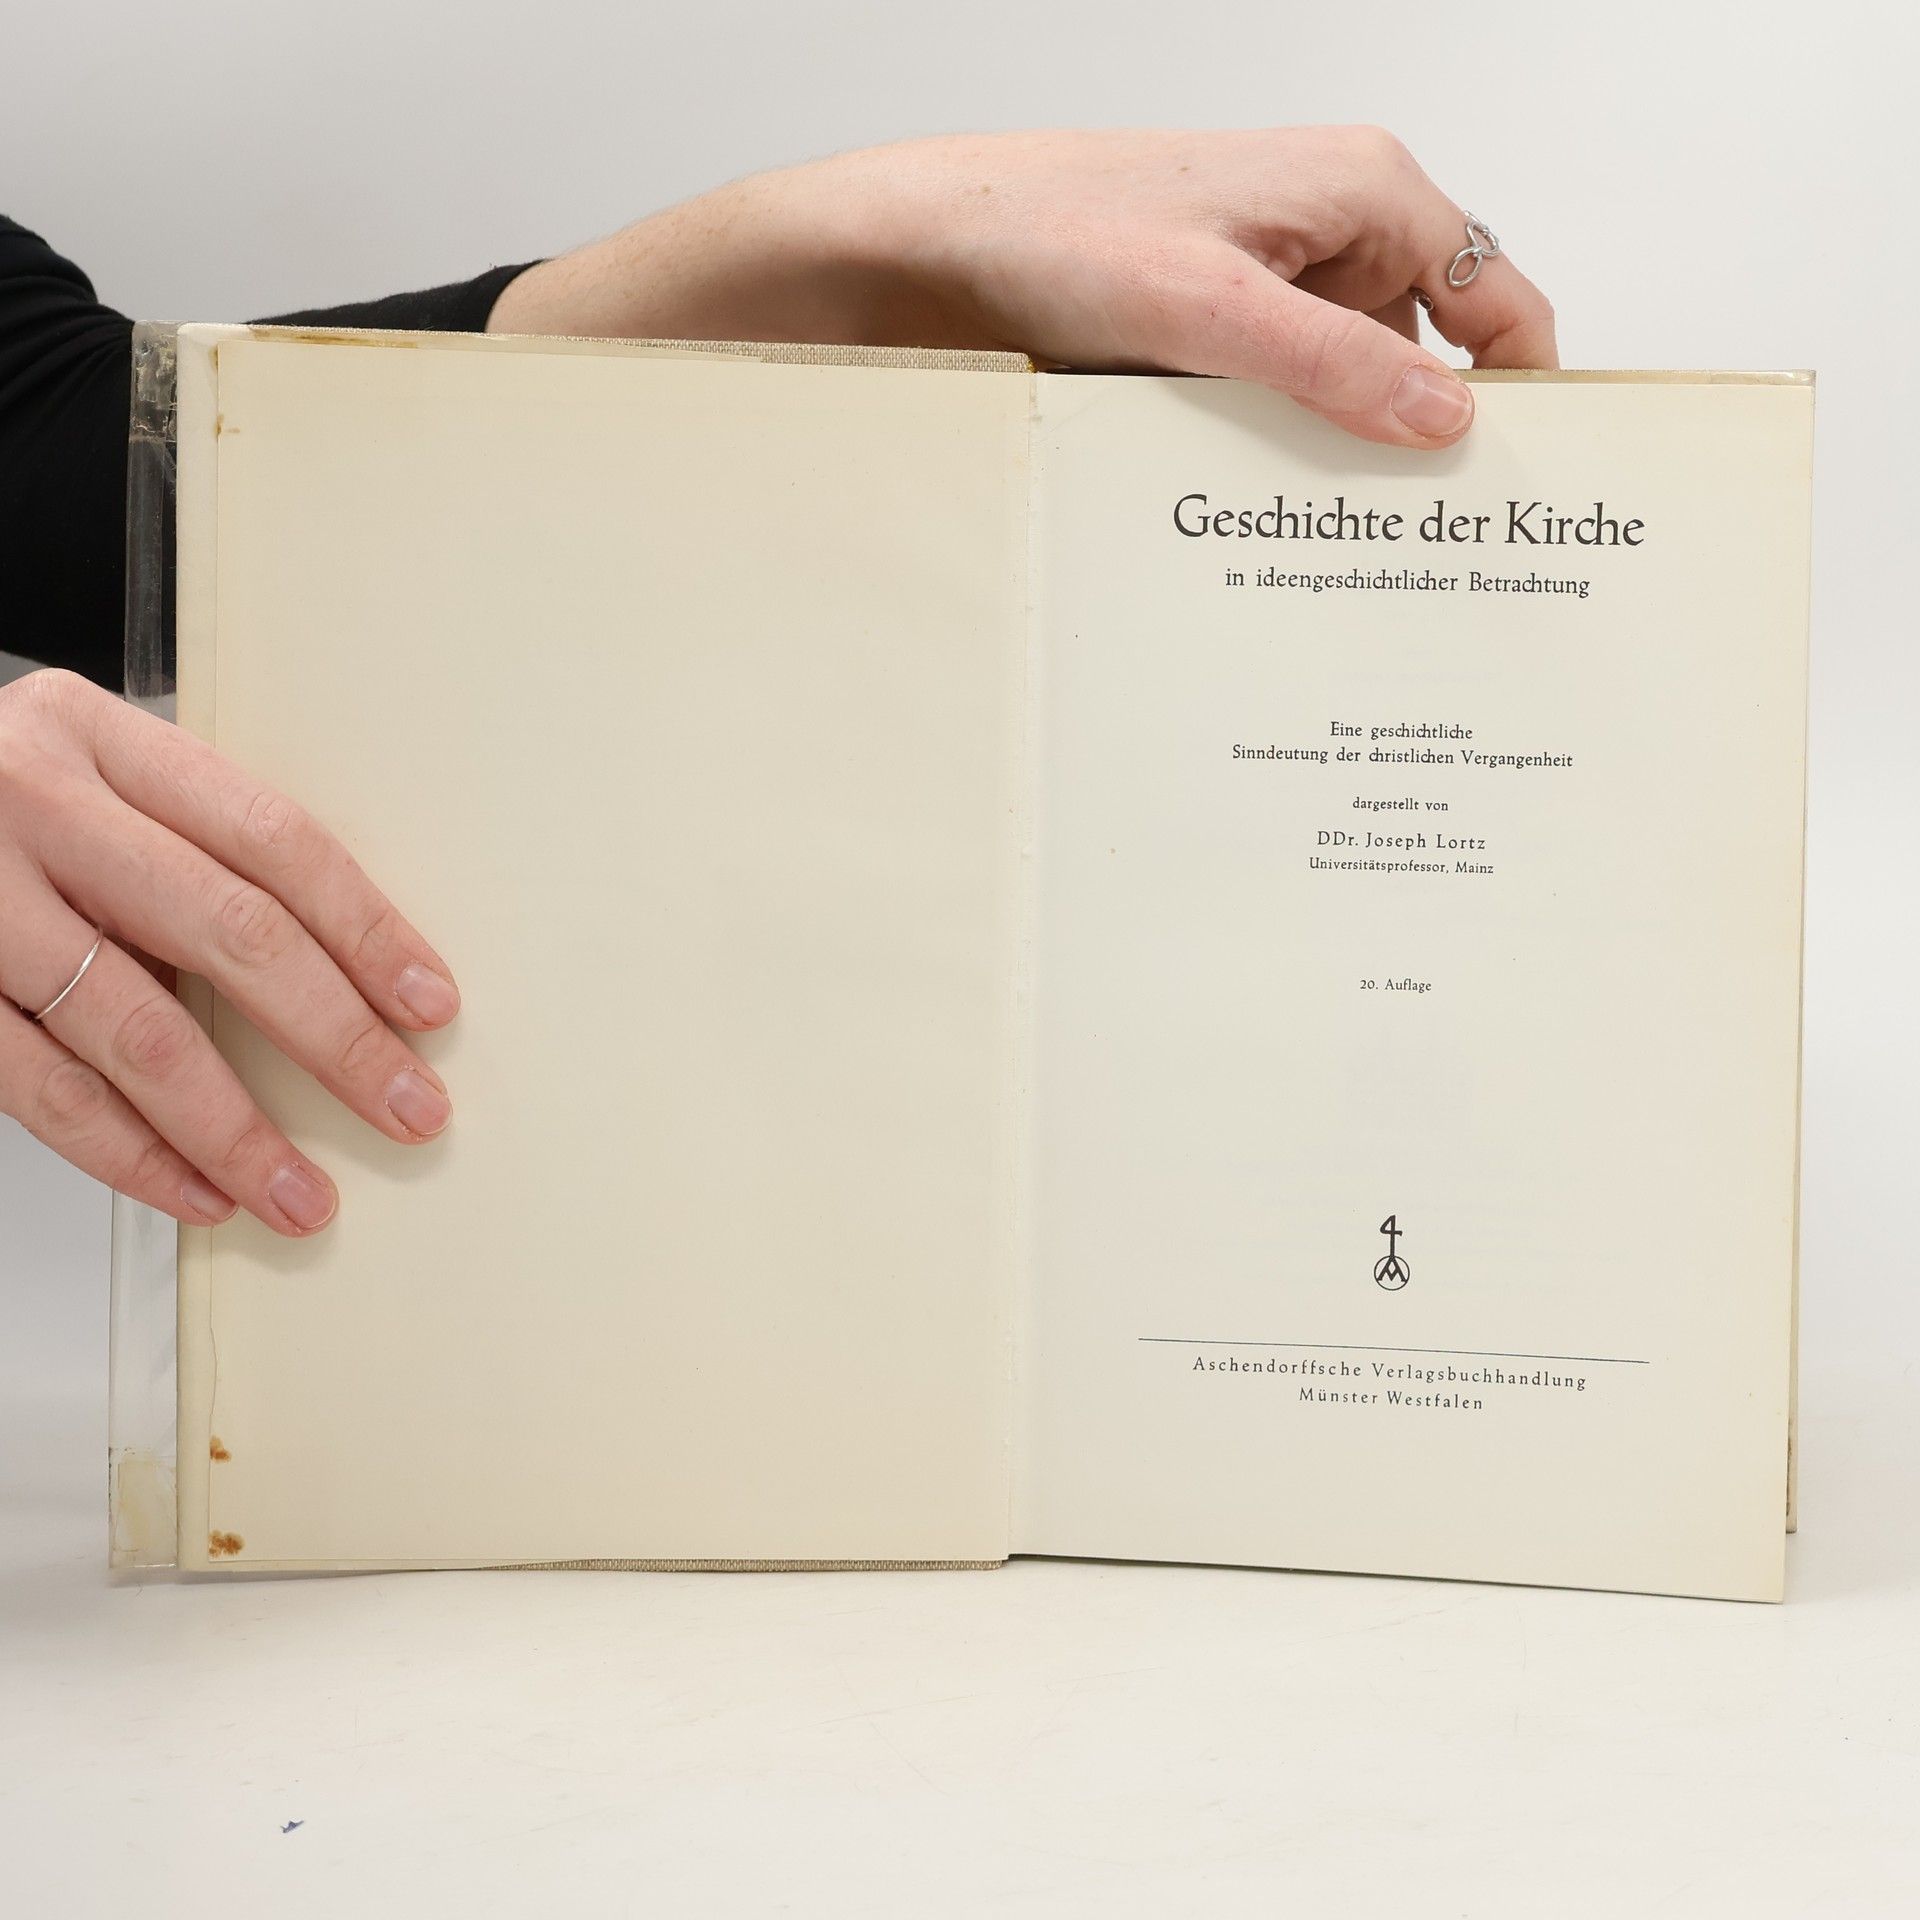 Geschichte der Kirche
in ideengeschichtlicher Betrachtung
Eine geschichtliche
Sinndeutung der christlichen Vergangenheit
dargestellt von
DDr. Joseph Lortz
Universitätsprofessor, Mainz
20. Auflage
Aschendorffsche Verlagsbuchhandlung
Münster Westfalen